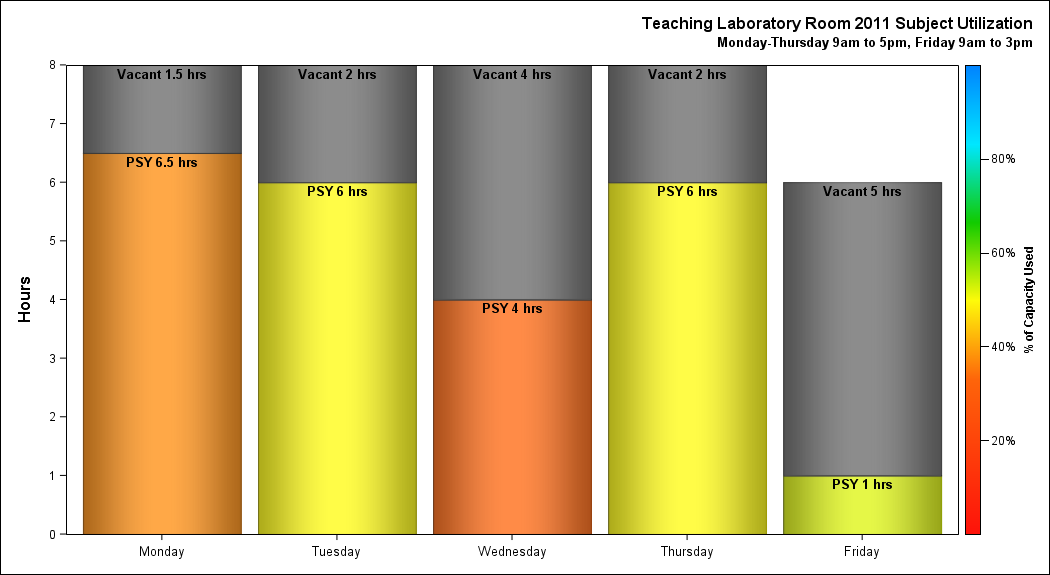 Teaching Laboratory Room 2011 Subject Utilization
Monday-Thursday 9am to 5pm, Friday 9am to 3pm
Hours
8
7
6
5
4
3
2
1
0
Vacant 1.5 hrs
PSY 6.5 hrs
Vacant 2 hrs
PSY 6 hrs
Vacant 4 hrs
PSY 4 hrs
Vacant 2 hrs
PSY 6 hrs
Vacant 5 hrs
PSY 1 hrs
Monday
Tuesday
Wednesday
Thursday
Friday
80%
60%
40%
20%
% of Capacity Used